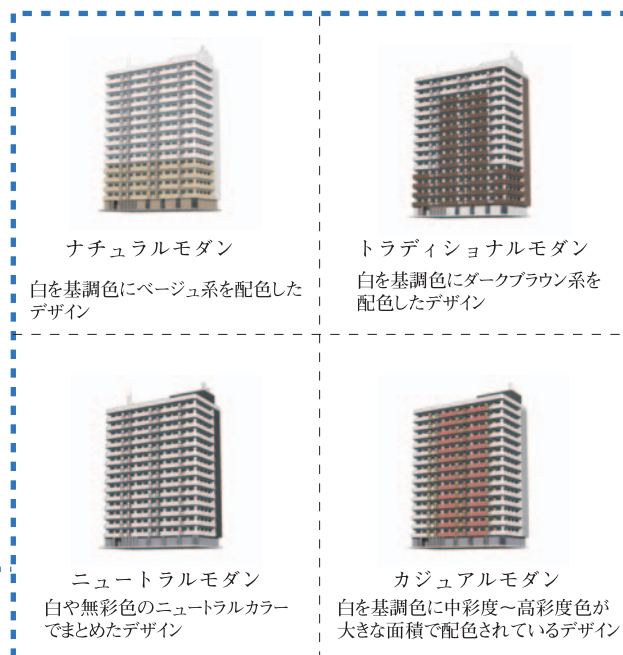 ナチュラルモダン
白を基調色にベージュ系を配色した
デザイン
トラディショナルモダン
白を基調色にダークブラウン系を
配色したデザイン
ニュートラルモダン
白や無彩色のニュートラルカラー
でまとめたデザイン
カジュアルモダン
白を基調色に中彩度～高彩度色が
大きな面積で配色されているデザイン